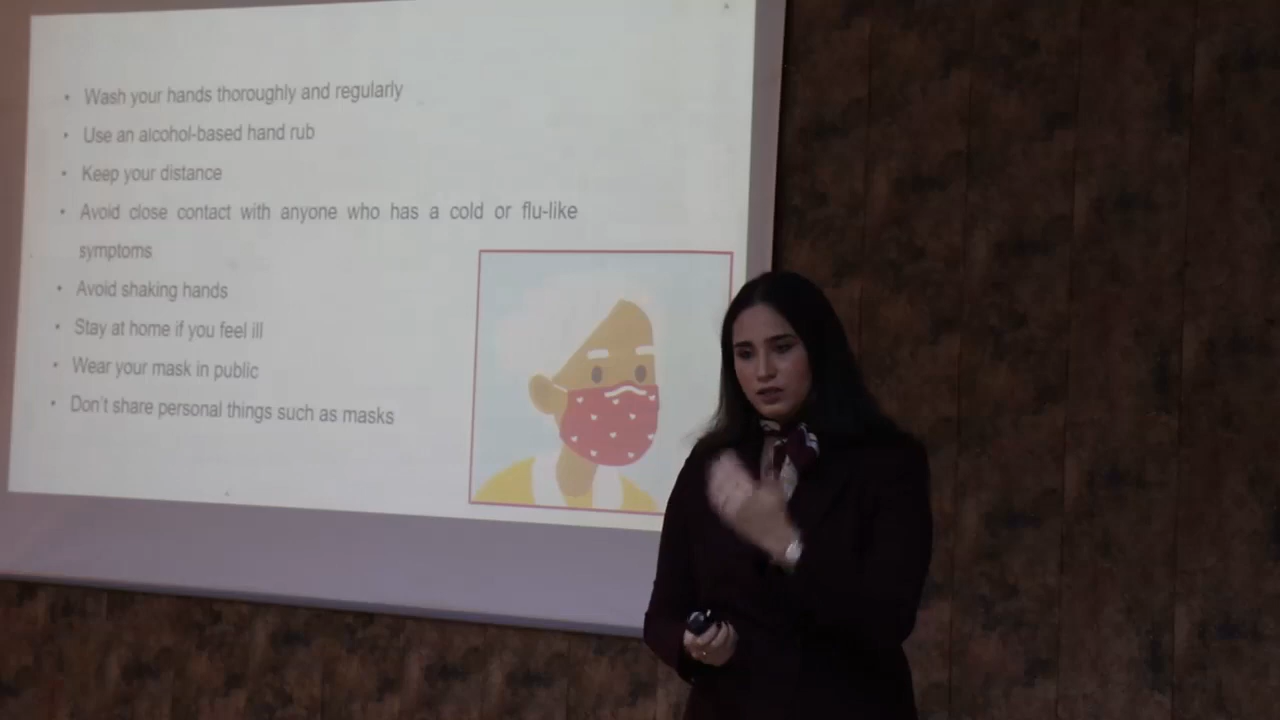 • Wash your hands thoroughly and regularly
• Use an alcohol-based hand rub
• Keep your distance
• Avoid close contact with anyone who has a cold or flu-like
symptoms
• Avoid shaking hands
• Stay at home if you feel ill
• Wear your mask in public
• Don't share personal things such as masks